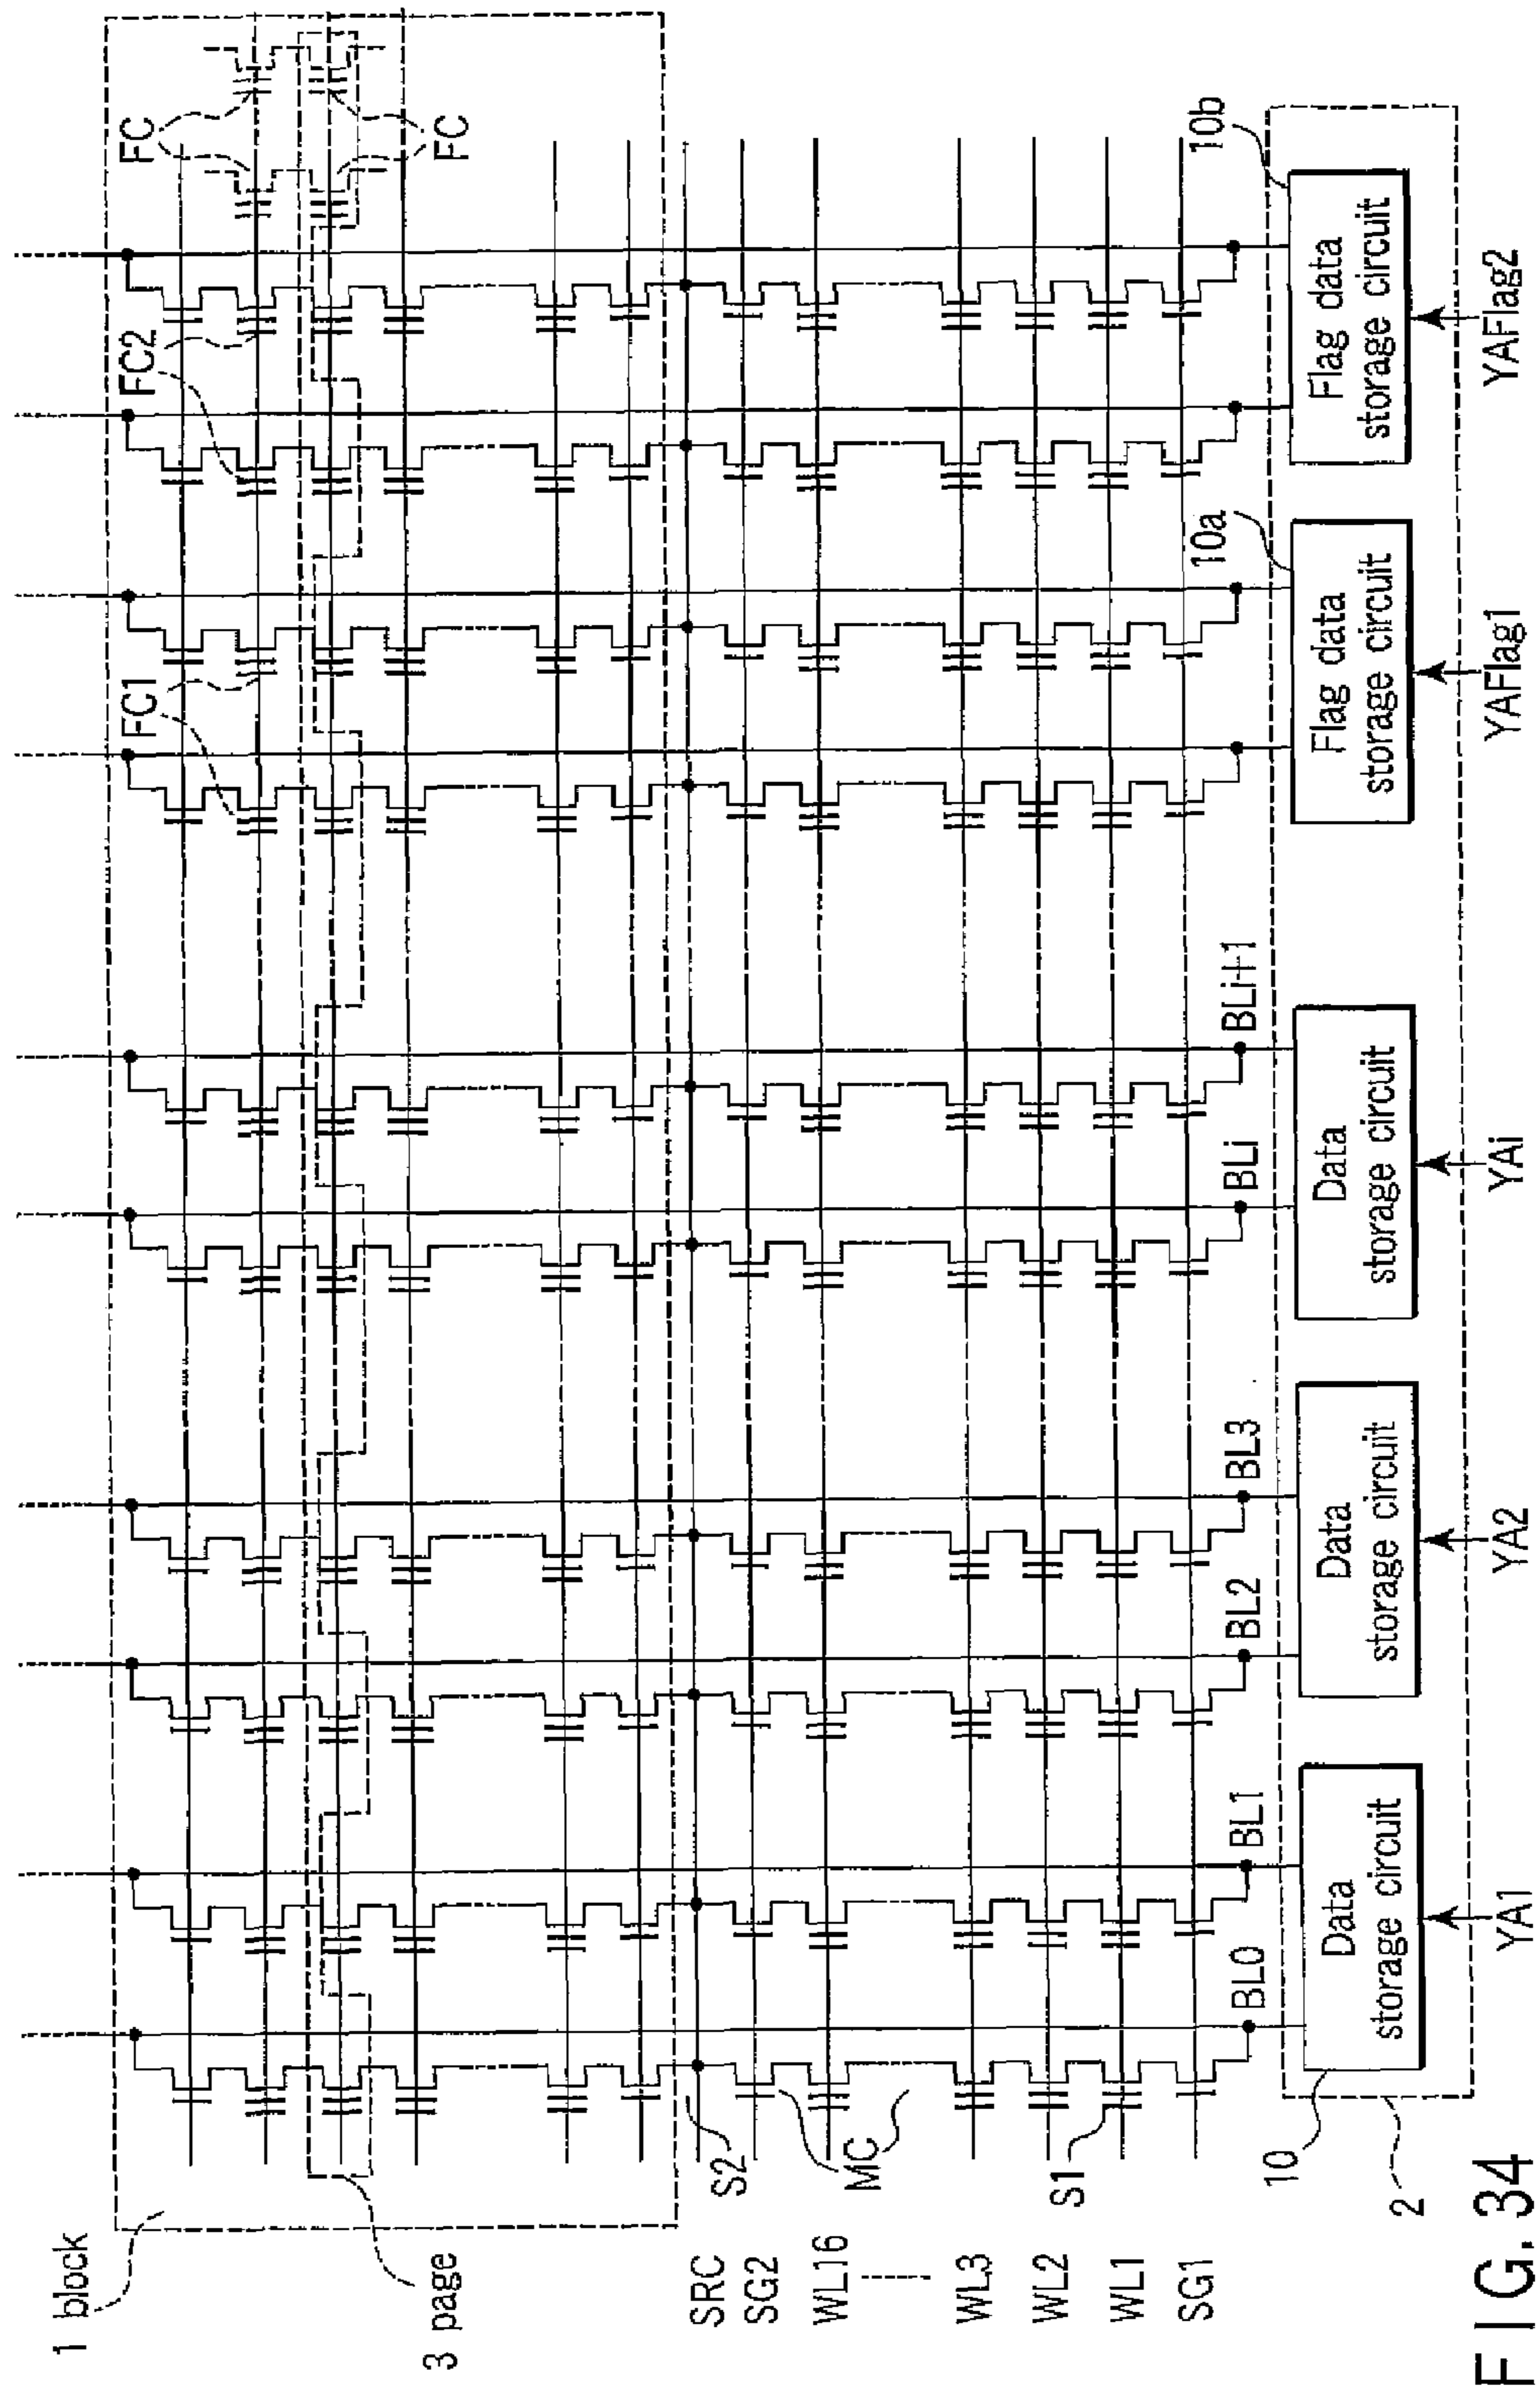 1 block
3 page
FC
FC
FC1
FC2
SRC
SG2
WL16
WL3
WL2
WL1
SG1
S2
MC
S1
BL0
BL1
BL2
BL3
BLi
BLi+1
10
10a
10b
2
Data
storage circuit
Data
storage circuit
Data
storage circuit
Flag data
storage circuit
Flag data
storage circuit
YA1
YA2
YAi
YAFlag1
YAFlag2
FIG. 34